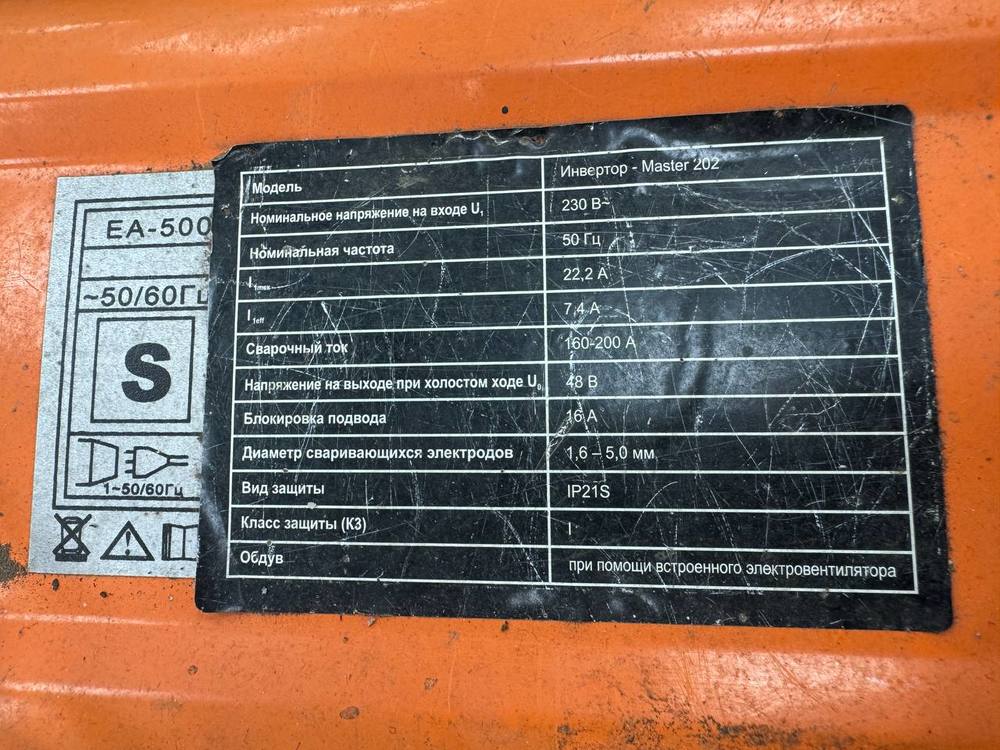 EA-500
~50/60Гц
S
1~50/60Гц
Модель Инвертор - Master 202
Номинальное напряжение на входе U₁ 230 В~
Номинальная частота 50 Гц
I₁max 22,2 А
I₁eff 7,4 А
Сварочный ток 160-200 А
Напряжение на выходе при холостом ходе U₀ 48 В
Блокировка подвода 16 А
Диаметр сваривающихся электродов 1,6 – 5,0 мм
Вид защиты IP21S
Класс защиты (К3) I
Обдув при помощи встроенного электровентилятора